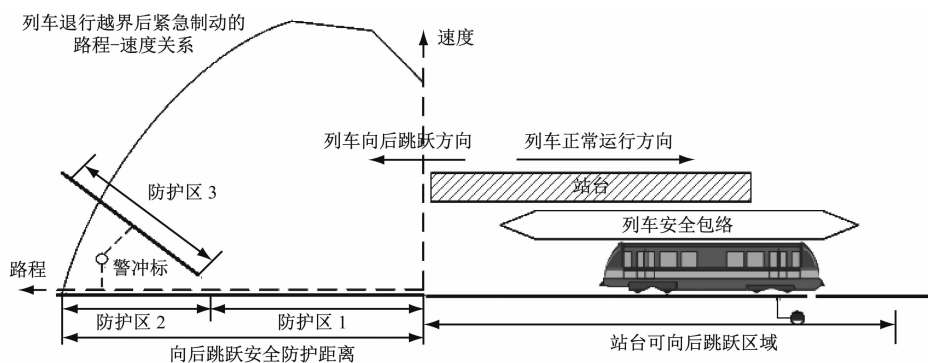 列车退行越界后紧急制动的
路程-速度关系
速度
列车向后跳跃方向
列车正常运行方向
站台
防护区 3
列车安全包络
路程
警冲标
防护区 2
防护区 1
向后跳跃安全防护距离
站台可向后跳跃区域